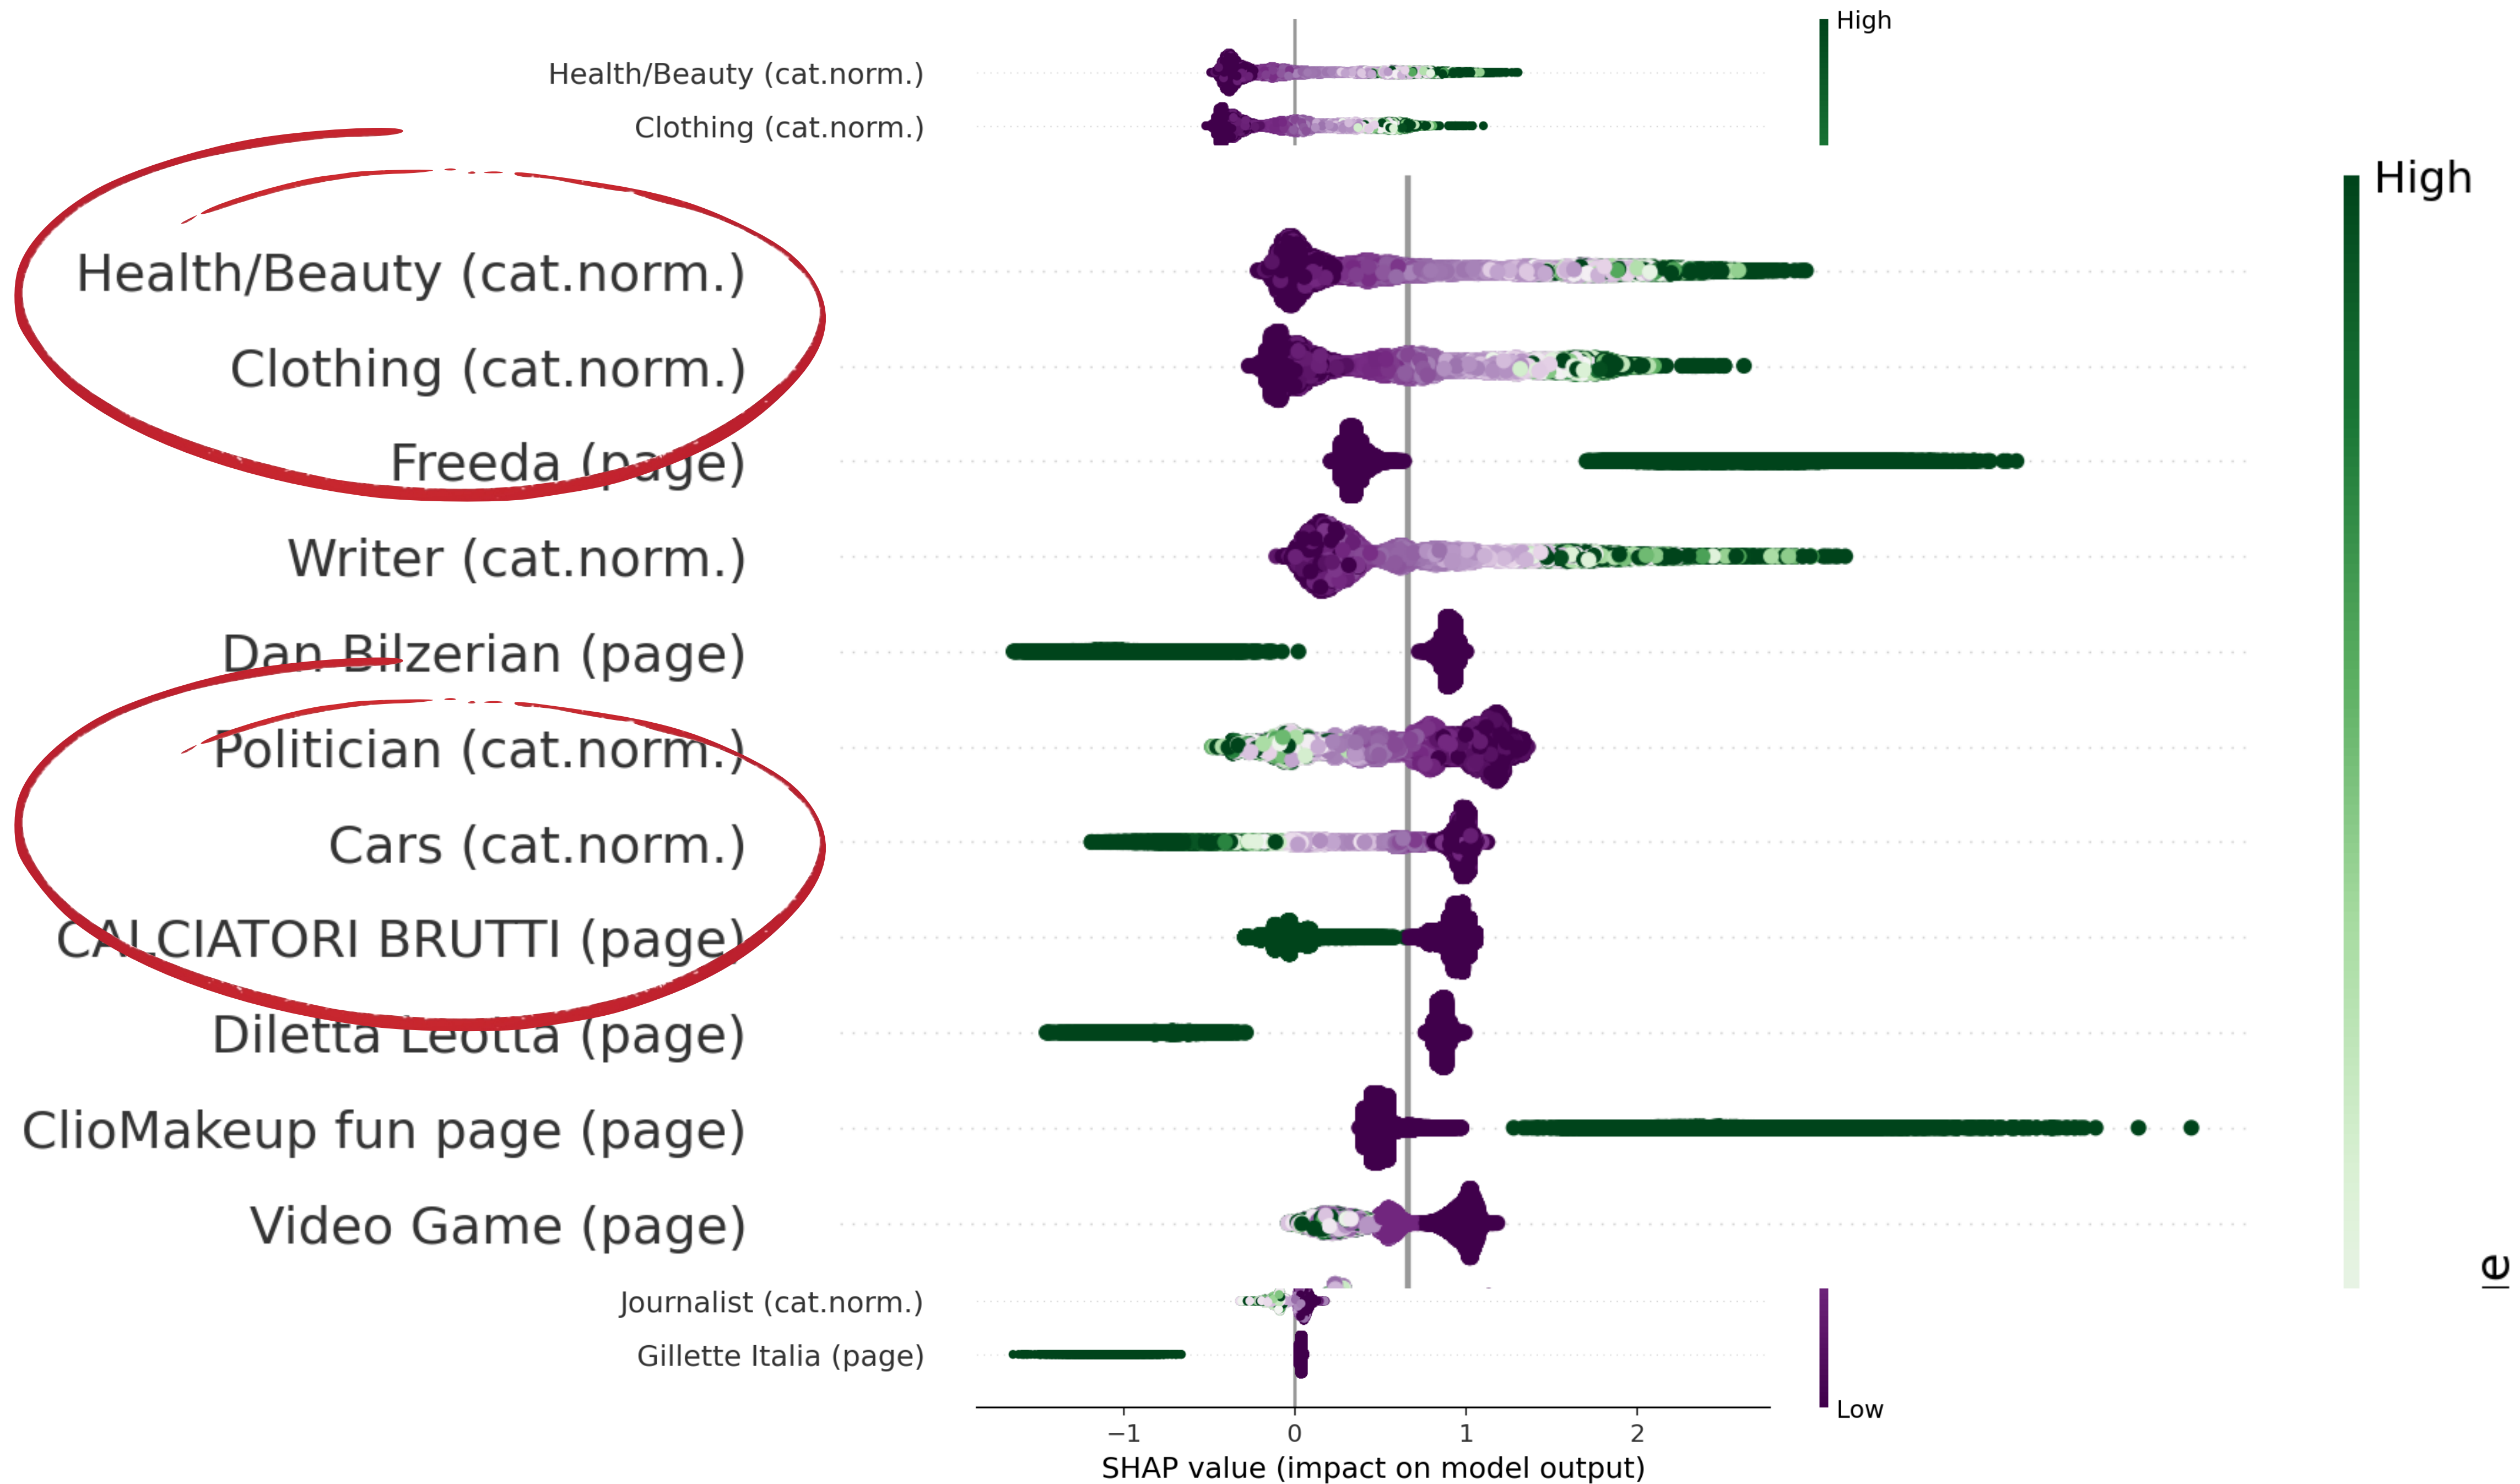 High
Health/Beauty (cat.norm.)
Clothing (cat.norm.)
High
Health/Beauty (cat.norm.)
Clothing (cat.norm.)
Freeda (page)
Writer (cat.norm.)
Dan Bilzerian (page)
Politician (cat.norm.)
Cars (cat.norm.)
CALCIATORI BRUTTI (page)
Diletta Leotta (page)
ClioMakeup fun page (page)
Video Game (page)
Journalist (cat.norm.)
Gillette Italia (page)
Low
−1 0 1 2
SHAP value (impact on model output)